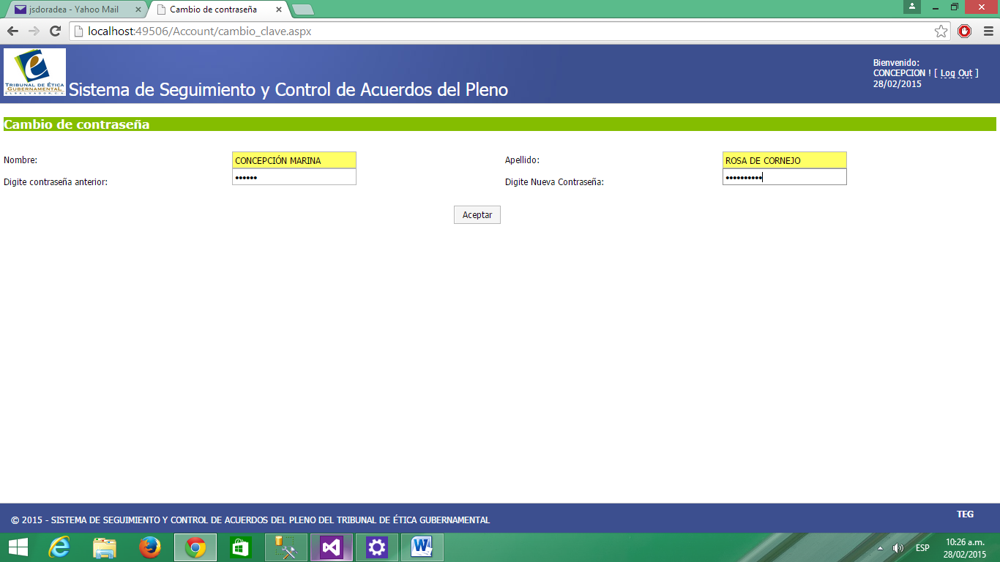 jsdoradea - Yahoo Mail
Cambio de contraseña
localhost:49506/Account/cambio_clave.aspx
TRIBUNAL DE ÉTICA
GUBERNAMENTAL
EL SALVADOR, C.A.
Sistema de Seguimiento y Control de Acuerdos del Pleno
Bienvenido:
CONCEPCION ! [ Log Out ]
28/02/2015
Cambio de contraseña
Nombre: CONCEPCIÓN MARINA Apellido: ROSA DE CORNEJO
Digite contraseña anterior: •••••• Digite Nueva Contraseña: ••••••••••
Aceptar
© 2015 - SISTEMA DE SEGUIMIENTO Y CONTROL DE ACUERDOS DEL PLENO DEL TRIBUNAL DE ÉTICA GUBERNAMENTAL
TEG
ESP
10:26 a.m.
28/02/2015